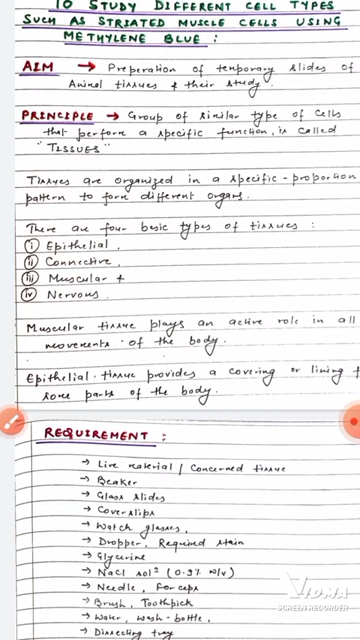 TO STUDY DIFFERENT CELL TYPES
SUCH AS STRIATED MUSCLE CELLS USING
METHYLENE BLUE :
AIM → Preperation of temporary slides of
Animal tissues & their study.
PRINCIPLE → Group of similar type of cells
that perform a specific function, is called
"TISSUES"
Tissues are organized in a specific - proportion
pattern to form different organs.
There are four basic types of tissues :
(i) Epithelial,
(ii) Connective,
(iii) Muscular &
(iv) Nervous.
Muscular tissue plays an active role in all
movements of the body.
Epithelial tissue provides a covering or lining
some parts of the body.
REQUIREMENT :
→ Live material / Concerned tissue
→ Beaker
→ Glass slides
→ Coverslips
→ Watch glasses,
→ Dropper, Required stain
→ Glycerine
→ NaCl solⁿ (0.9% w/v)
→ Needle, Forceps
→ Brush, Toothpick
→ Water, wash-bottle,
→ Dissecting tray
VIDMA
SCREEN RECORDER